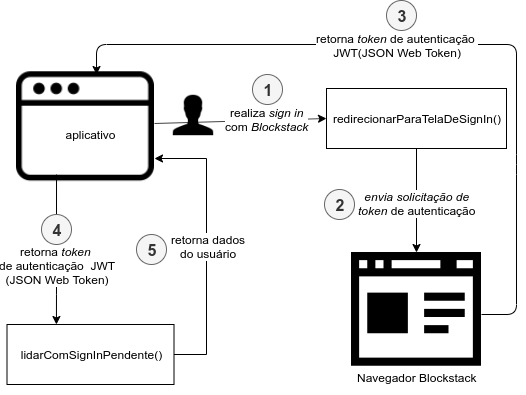 3
retorna token de autenticação
JWT(JSON Web Token)
aplicativo
1
realiza sign in
com Blockstack
redirecionarParaTelaDeSignIn()
2
envia solicitação de
token de autenticação
4
retorna token
de autenticação JWT
(JSON Web Token)
5
retorna dados
do usuário
lidarComSignInPendente()
Navegador Blockstack